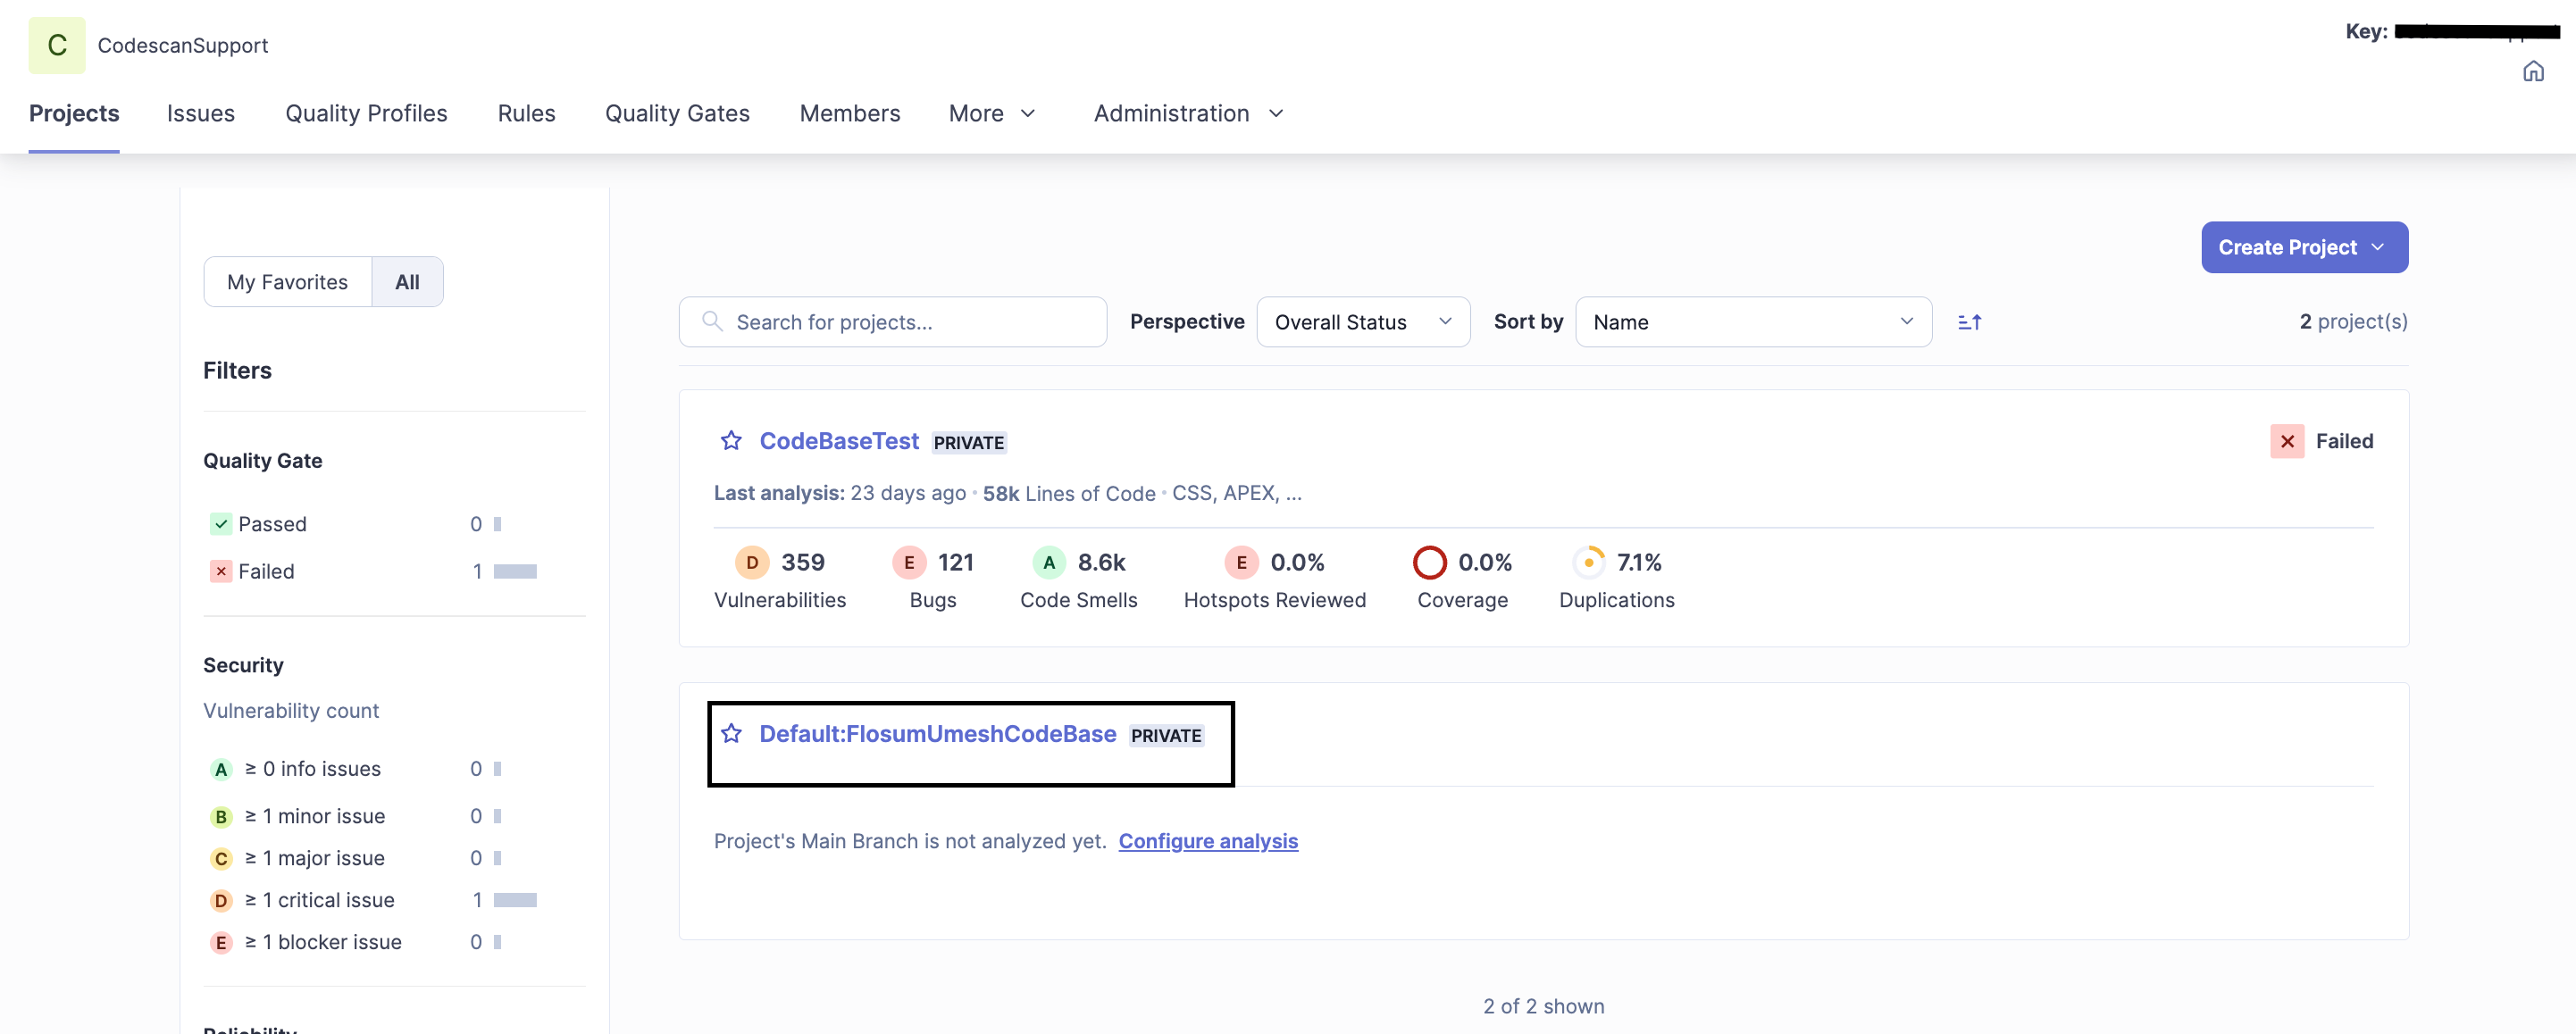 C CodescanSupport
Key:
Projects Issues Quality Profiles Rules Quality Gates Members More Administration
Create Project
My Favorites All
Search for projects... Perspective Overall Status Sort by Name 2 project(s)
Filters
Quality Gate
Passed 0
Failed 1
Security
Vulnerability count
A ≥ 0 info issues 0
B ≥ 1 minor issue 0
C ≥ 1 major issue 0
D ≥ 1 critical issue 1
E ≥ 1 blocker issue 0
CodeBaseTest PRIVATE Failed
Last analysis: 23 days ago • 58k Lines of Code • CSS, APEX, ...
D 359 E 121 A 8.6k E 0.0% 0.0% 7.1%
Vulnerabilities Bugs Code Smells Hotspots Reviewed Coverage Duplications
Default:FlosumUmeshCodeBase PRIVATE
Project's Main Branch is not analyzed yet. Configure analysis
2 of 2 shown